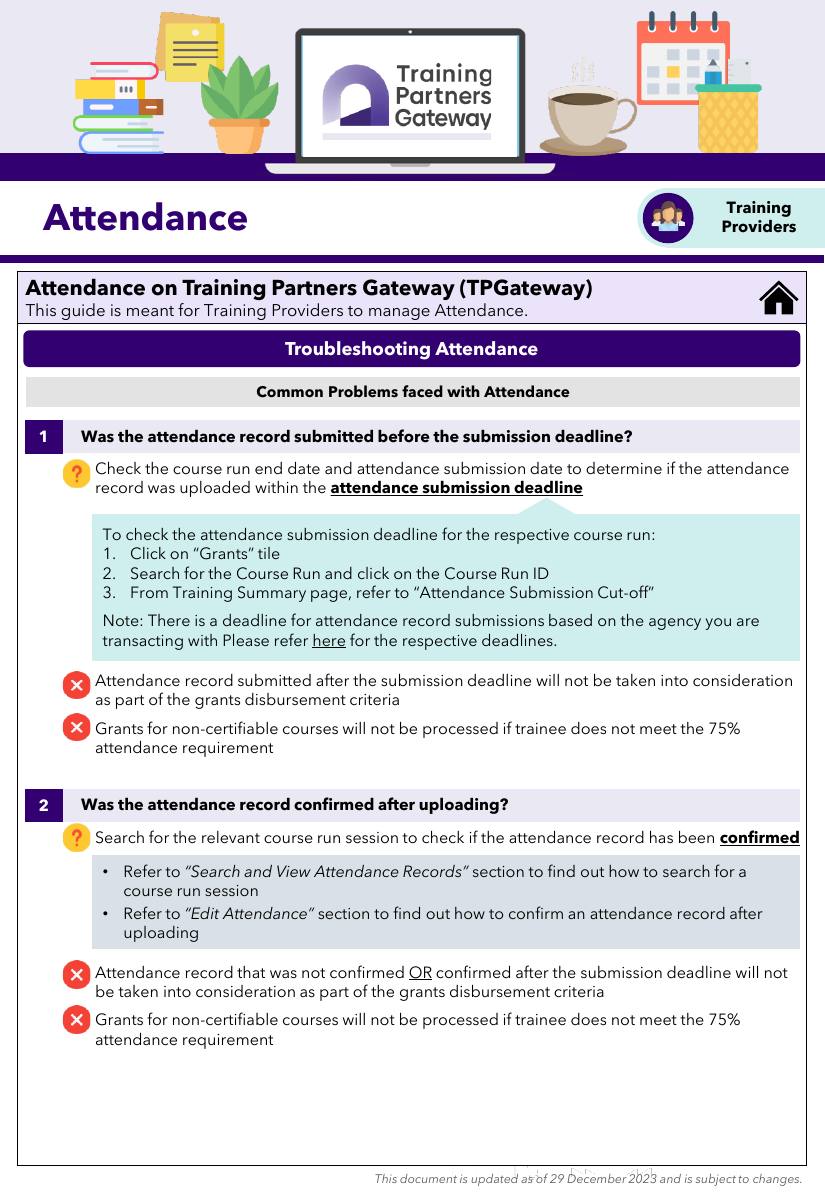 Training
Partners
Gateway
Attendance
Training
Providers
Attendance on Training Partners Gateway (TPGateway)
This guide is meant for Training Providers to manage Attendance.
Troubleshooting Attendance
Common Problems faced with Attendance
1 Was the attendance record submitted before the submission deadline?
? Check the course run end date and attendance submission date to determine if the attendance
record was uploaded within the attendance submission deadline
To check the attendance submission deadline for the respective course run:
1. Click on “Grants” tile
2. Search for the Course Run and click on the Course Run ID
3. From Training Summary page, refer to “Attendance Submission Cut-off”
Note: There is a deadline for attendance record submissions based on the agency you are
transacting with Please refer here for the respective deadlines.
Attendance record submitted after the submission deadline will not be taken into consideration
as part of the grants disbursement criteria
Grants for non-certifiable courses will not be processed if trainee does not meet the 75%
attendance requirement
2 Was the attendance record confirmed after uploading?
? Search for the relevant course run session to check if the attendance record has been confirmed
• Refer to “Search and View Attendance Records” section to find out how to search for a
course run session
• Refer to “Edit Attendance” section to find out how to confirm an attendance record after
uploading
Attendance record that was not confirmed OR confirmed after the submission deadline will not
be taken into consideration as part of the grants disbursement criteria
Grants for non-certifiable courses will not be processed if trainee does not meet the 75%
attendance requirement
This document is updated as of 29 December 2023 and is subject to changes.